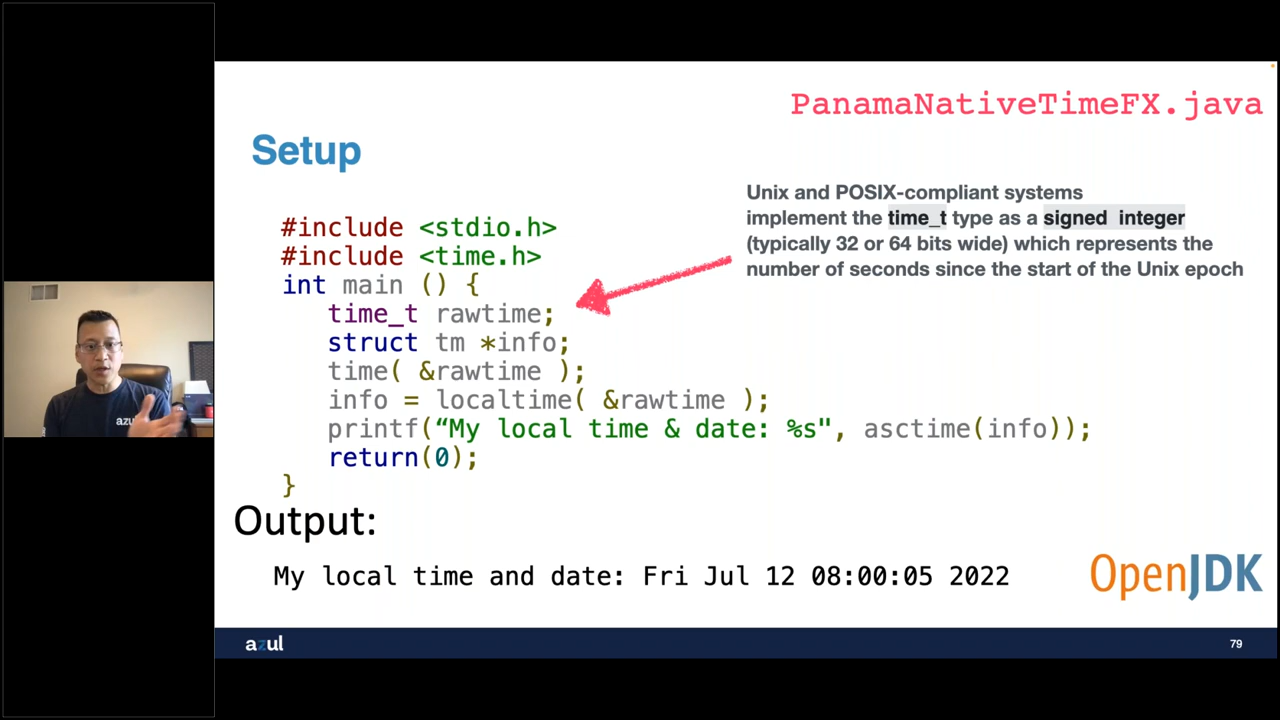 PanamaNativeTimeFX.java
Setup
Unix and POSIX-compliant systems
implement the time_t type as a signed integer
(typically 32 or 64 bits wide) which represents the
number of seconds since the start of the Unix epoch
#include <stdio.h>
#include <time.h>
int main () {
time_t rawtime;
struct tm *info;
time( &rawtime );
info = localtime( &rawtime );
printf(“My local time & date: %s", asctime(info));
return(0);
}
Output:
My local time and date: Fri Jul 12 08:00:05 2022
OpenJDK
azul
79
azul